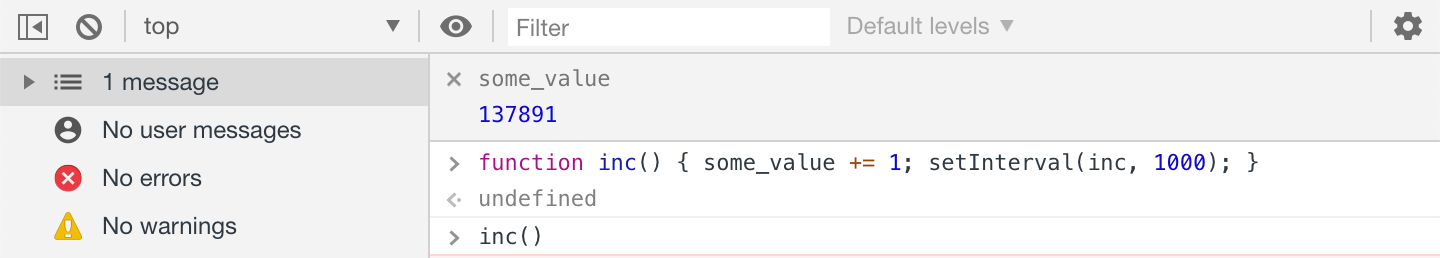 top
Filter
Default levels
1 message
No user messages
No errors
No warnings
some_value
137891
function inc() { some_value += 1; setInterval(inc, 1000); }
undefined
inc()